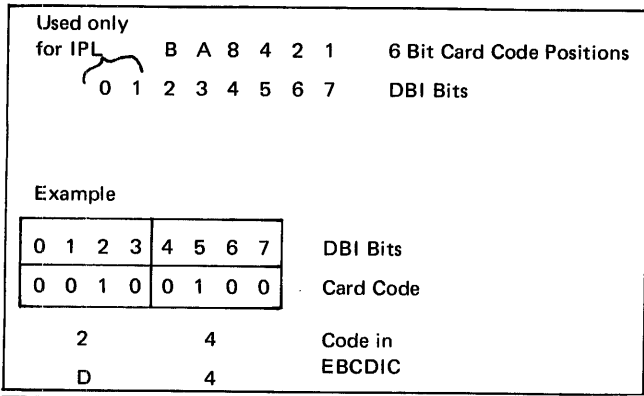 Used only
for IPL B A 8 4 2 1 6 Bit Card Code Positions
0 1 2 3 4 5 6 7 DBI Bits
Example
0 1 2 3 4 5 6 7 DBI Bits
0 0 1 0 0 1 0 0 Card Code
2 4 Code in
EBCDIC
D 4